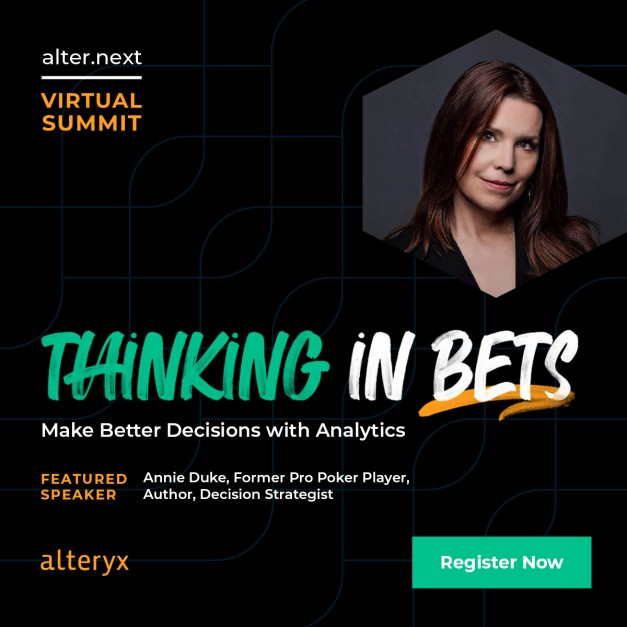 alter.next
VIRTUAL
SUMMIT
THiNKiNG iN BETS
Make Better Decisions with Analytics
FEATURED
SPEAKER
Annie Duke, Former Pro Poker Player,
Author, Decision Strategist
alteryx
Register Now